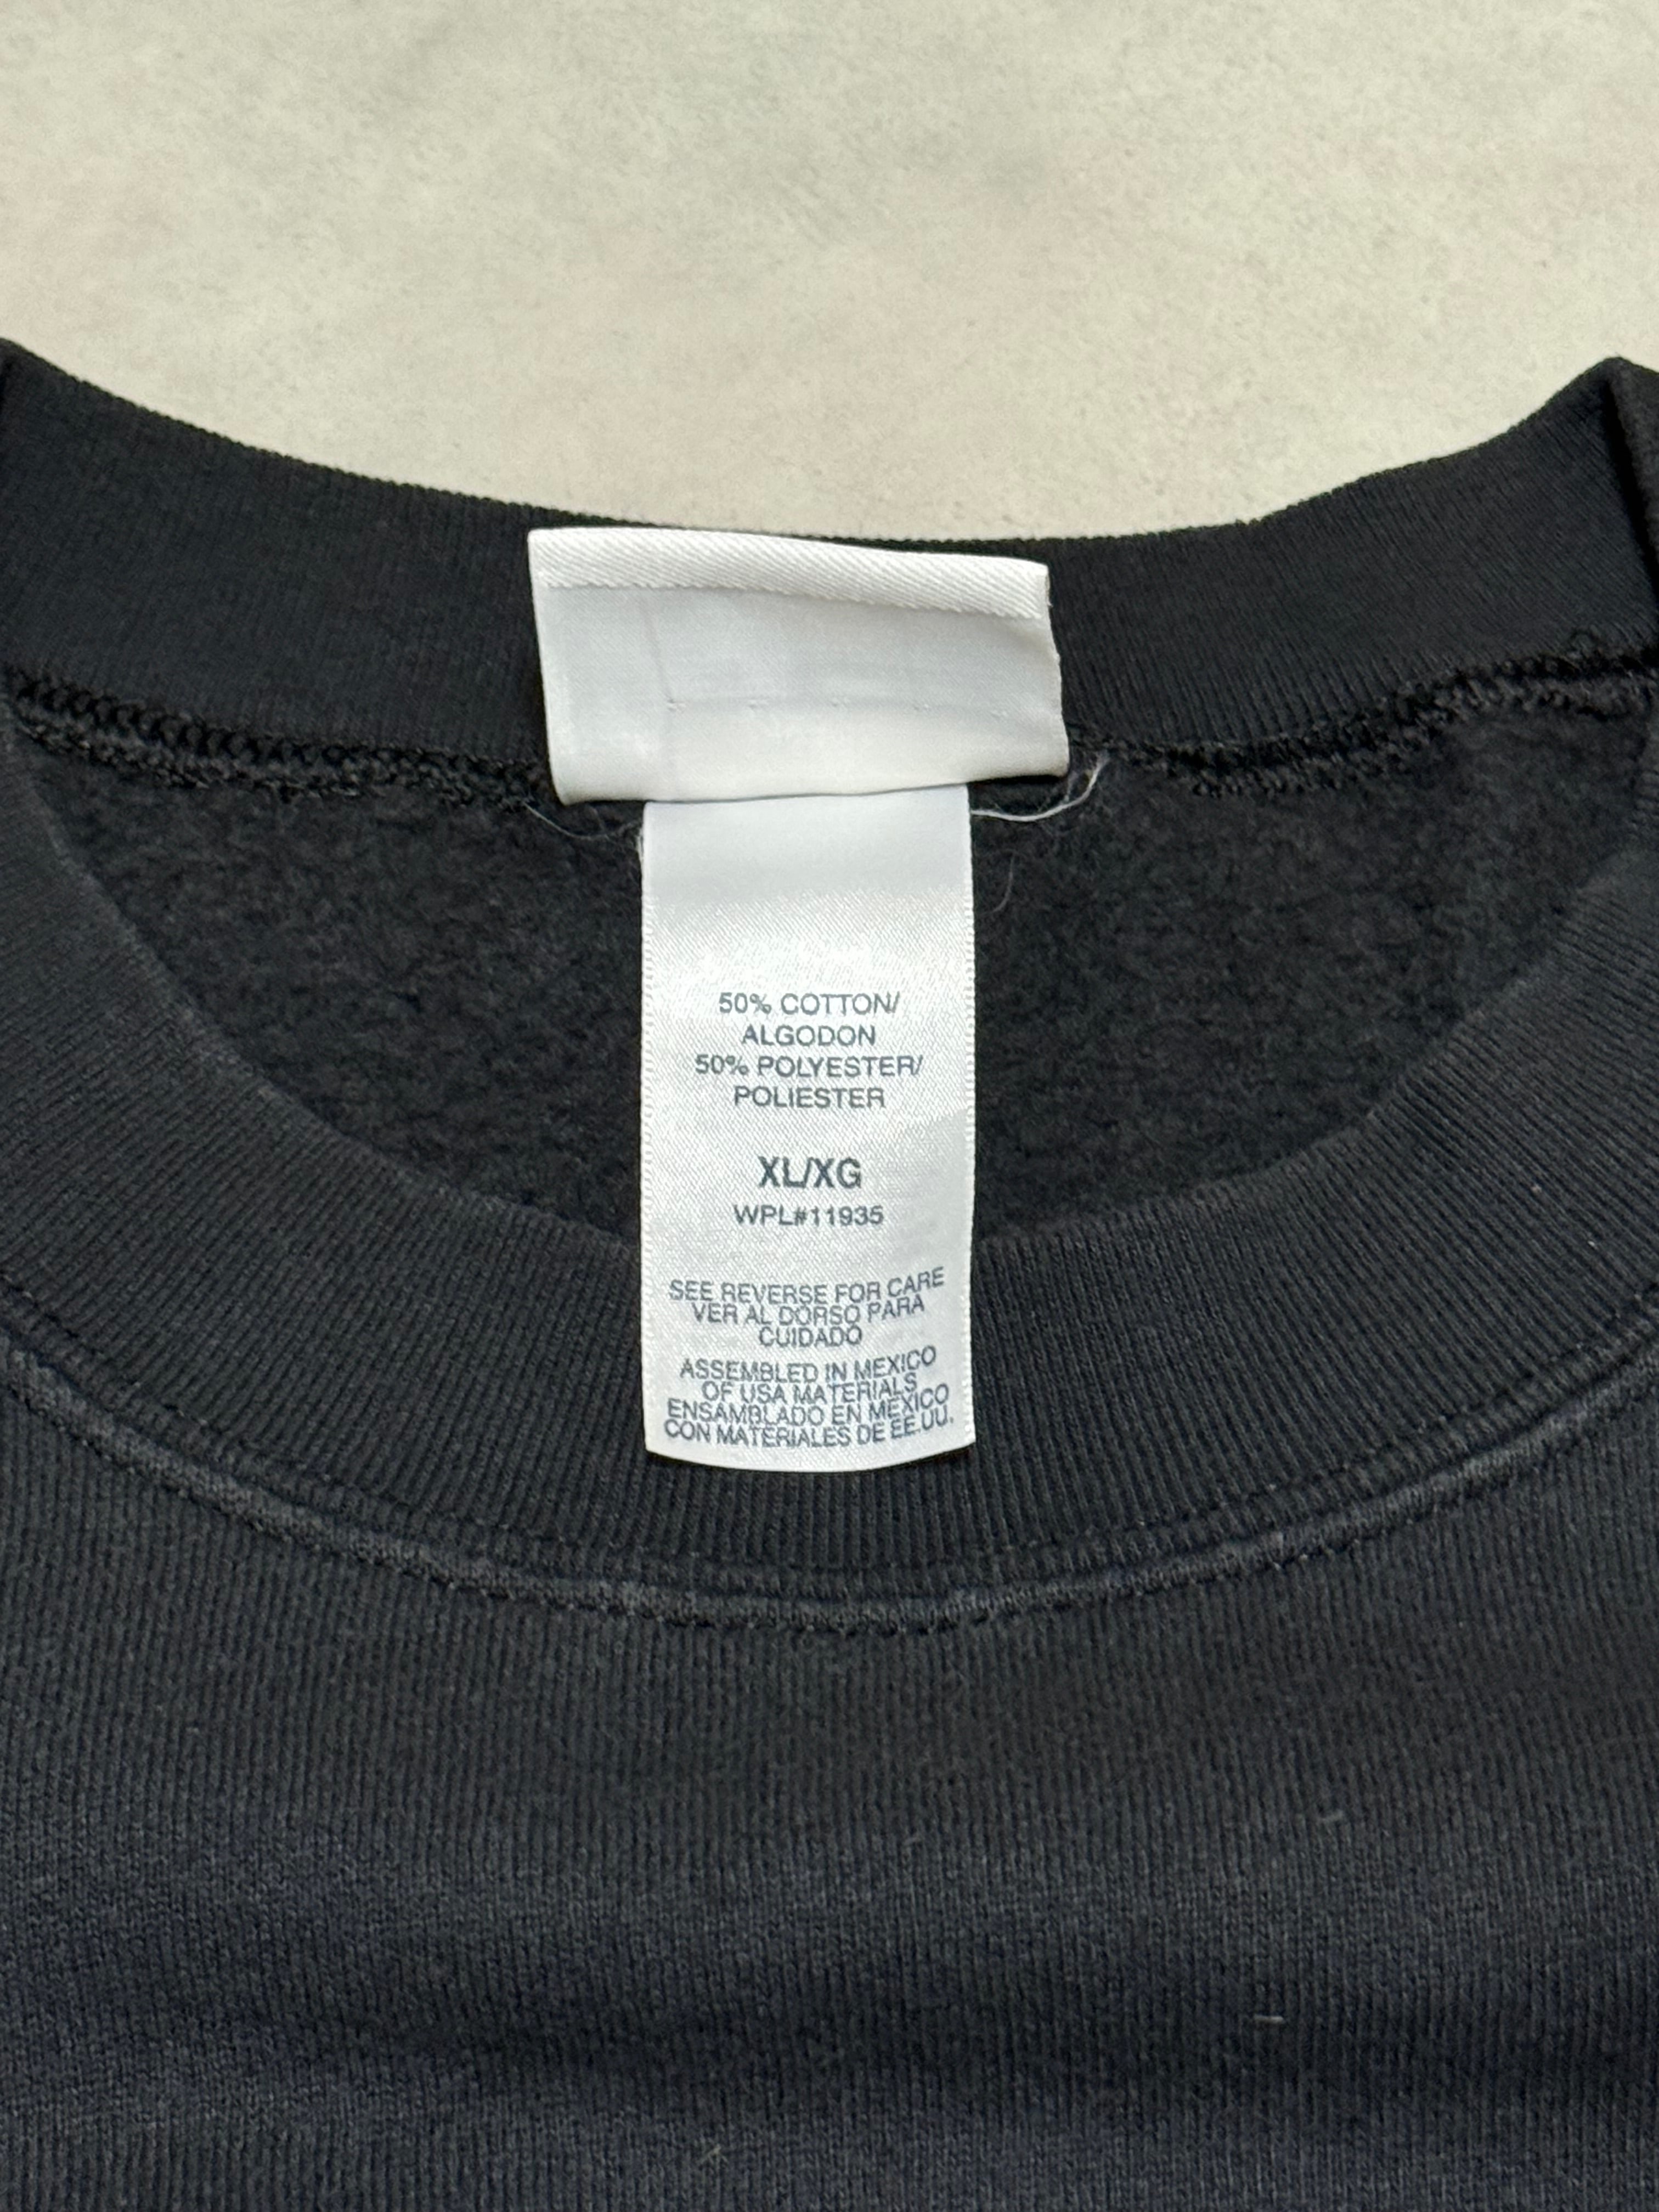 50% COTTON/
ALGODON
50% POLYESTER/
POLIESTER
XL/XG
WPL#11935
SEE REVERSE FOR CARE
VER AL DORSO PARA
CUIDADO
ASSEMBLED IN MEXICO
OF USA MATERIALS
ENSAMBLADO EN MEXICO
CON MATERIALES DE EE.UU.